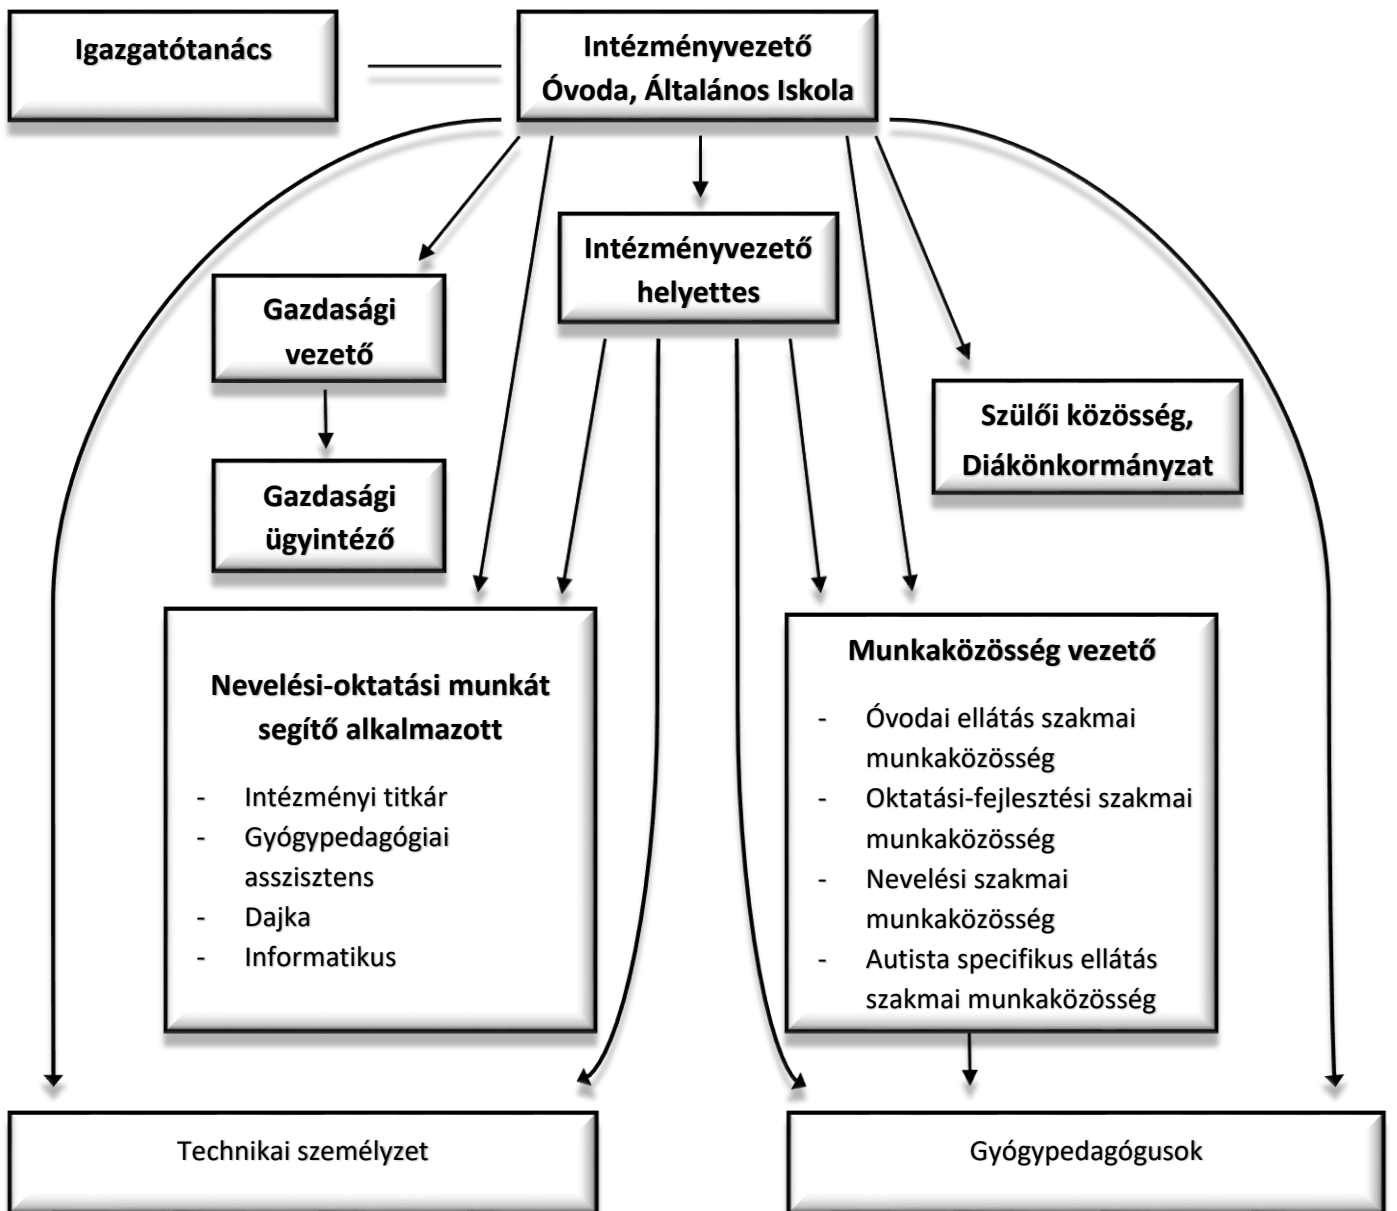 Igazgatótanács
Intézményvezető
Óvoda, Általános Iskola
Intézményvezető
helyettes
Gazdasági
vezető
Szülői közösség,
Diákönkormányzat
Gazdasági
ügyintéző
Nevelési-oktatási munkát
segítő alkalmazott
- Intézményi titkár
- Gyógypedagógiai
asszisztens
- Dajka
- Informatikus
Munkaközösség vezető
- Óvodai ellátás szakmai
munkaközösség
- Oktatási-fejlesztési szakmai
munkaközösség
- Nevelési szakmai
munkaközösség
- Autista specifikus ellátás
szakmai munkaközösség
Technikai személyzet
Gyógypedagógusok